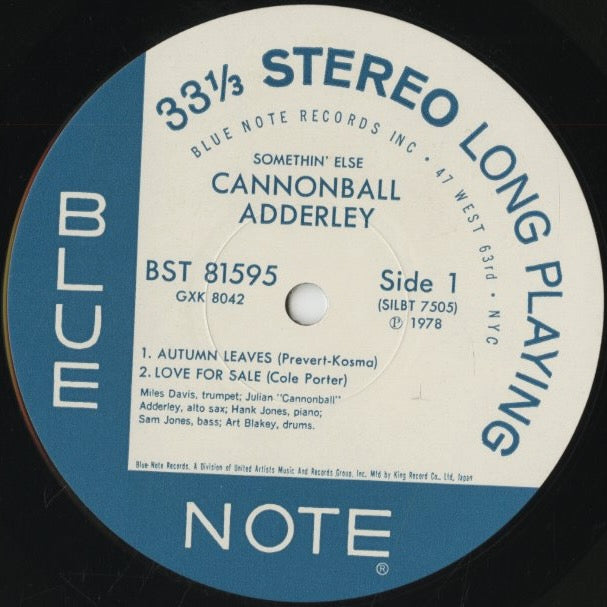 33 1/3 STEREO LONG PLAYING
BLUE NOTE RECORDS INC • 47 WEST 63rd • NYC
SOMETHIN' ELSE
CANNONBALL
ADDERLEY
BST 81595
GXK 8042
Side 1
(SILBT 7505)
Ⓟ 1978
1. AUTUMN LEAVES (Prevert-Kosma)
2. LOVE FOR SALE (Cole Porter)
Miles Davis, trumpet; Julian "Cannonball"
Adderley, alto sax; Hank Jones, piano;
Sam Jones, bass; Art Blakey, drums.
Blue-Note Records, A Division of United Artists Music And Records Group, Inc. Mfd by King Record Co., Ltd, Japan
BLUE
NOTE
®